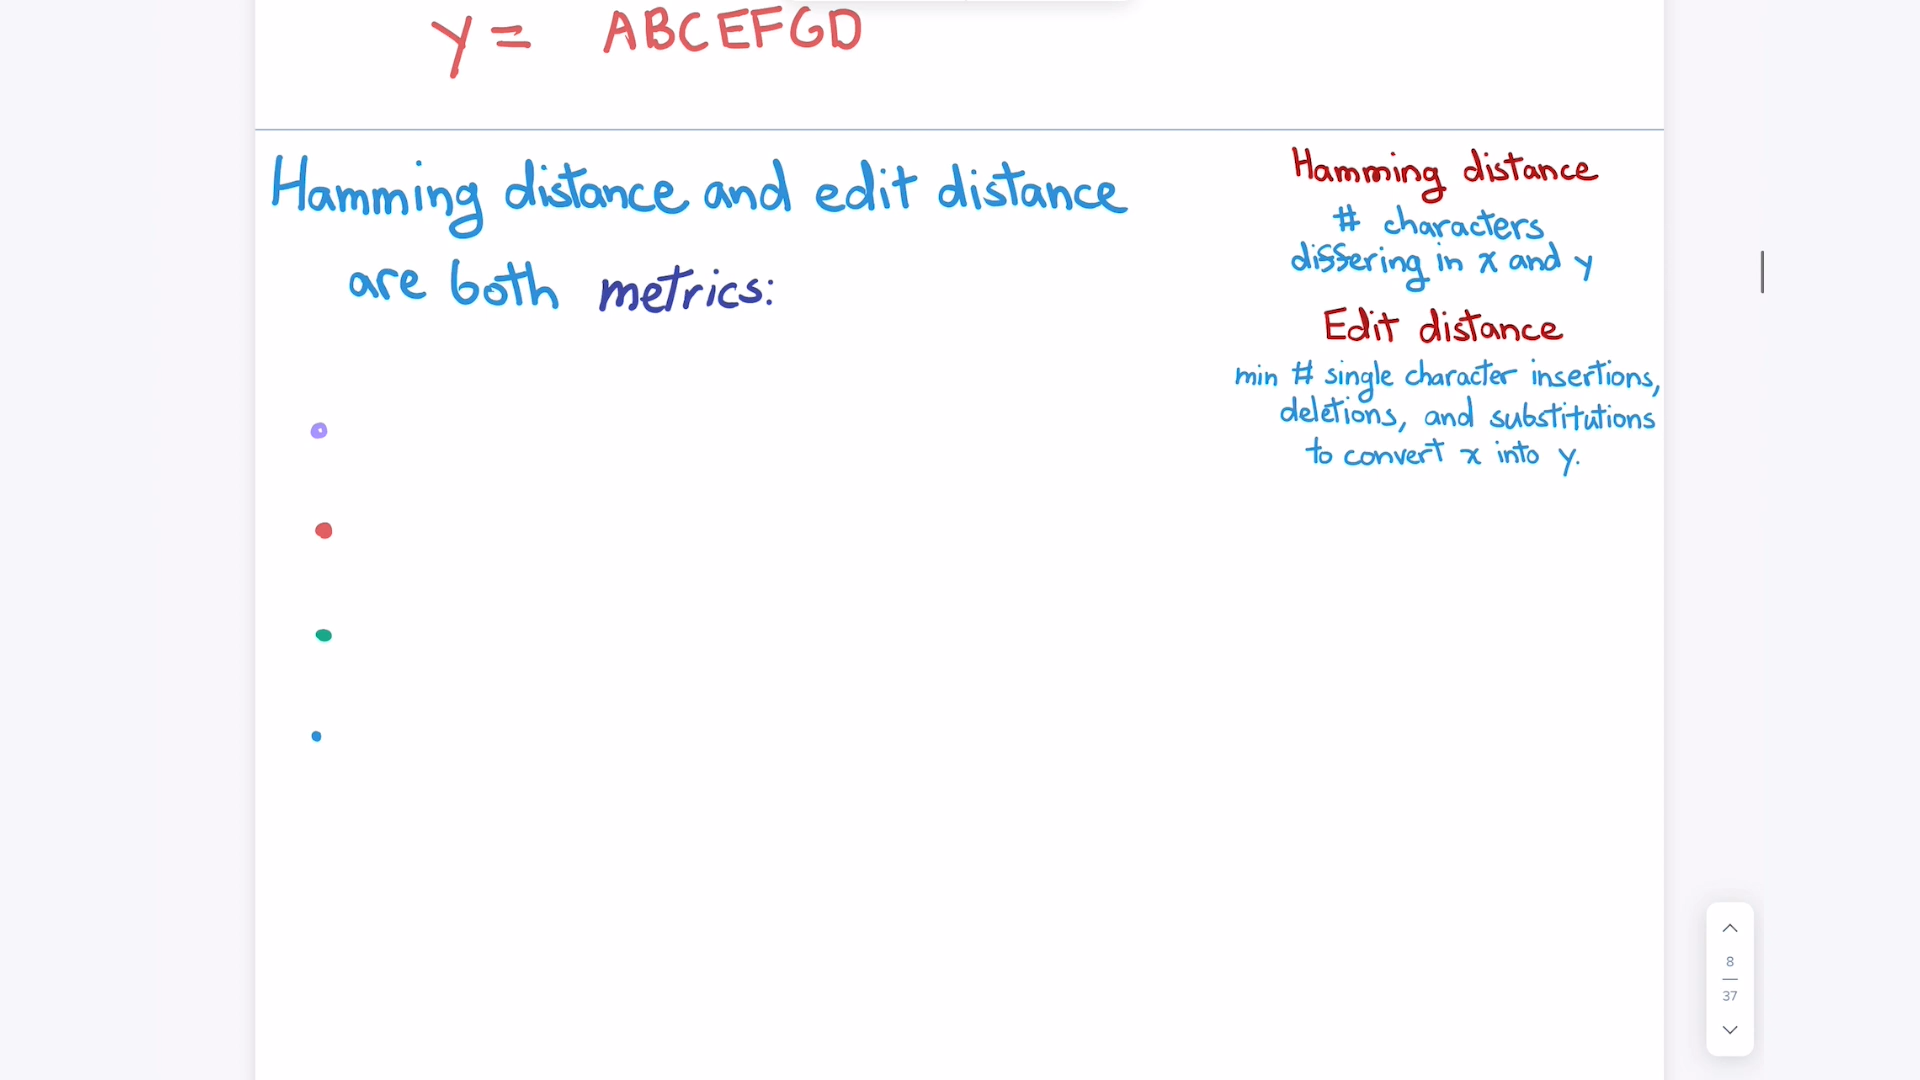 y = ABCEFGD
Hamming distance and edit distance
are both metrics:
Hamming distance
# characters
differing in x and y
Edit distance
min # single character insertions,
deletions, and substitutions
to convert x into y.
8
37